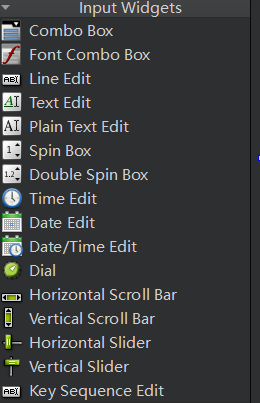 Input Widgets
Combo Box
Font Combo Box
Line Edit
Text Edit
Plain Text Edit
Spin Box
Double Spin Box
Time Edit
Date Edit
Date/Time Edit
Dial
Horizontal Scroll Bar
Vertical Scroll Bar
Horizontal Slider
Vertical Slider
Key Sequence Edit